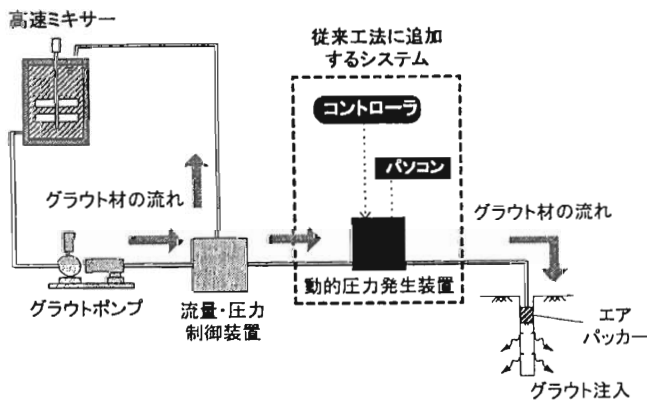 高速ミキサー
従来工法に追加
するシステム
コントローラ
パソコン
グラウト材の流れ
グラウト材の流れ
グラウトポンプ
流量・圧力
制御装置
動的圧力発生装置
エア
パッカー
グラウト注入